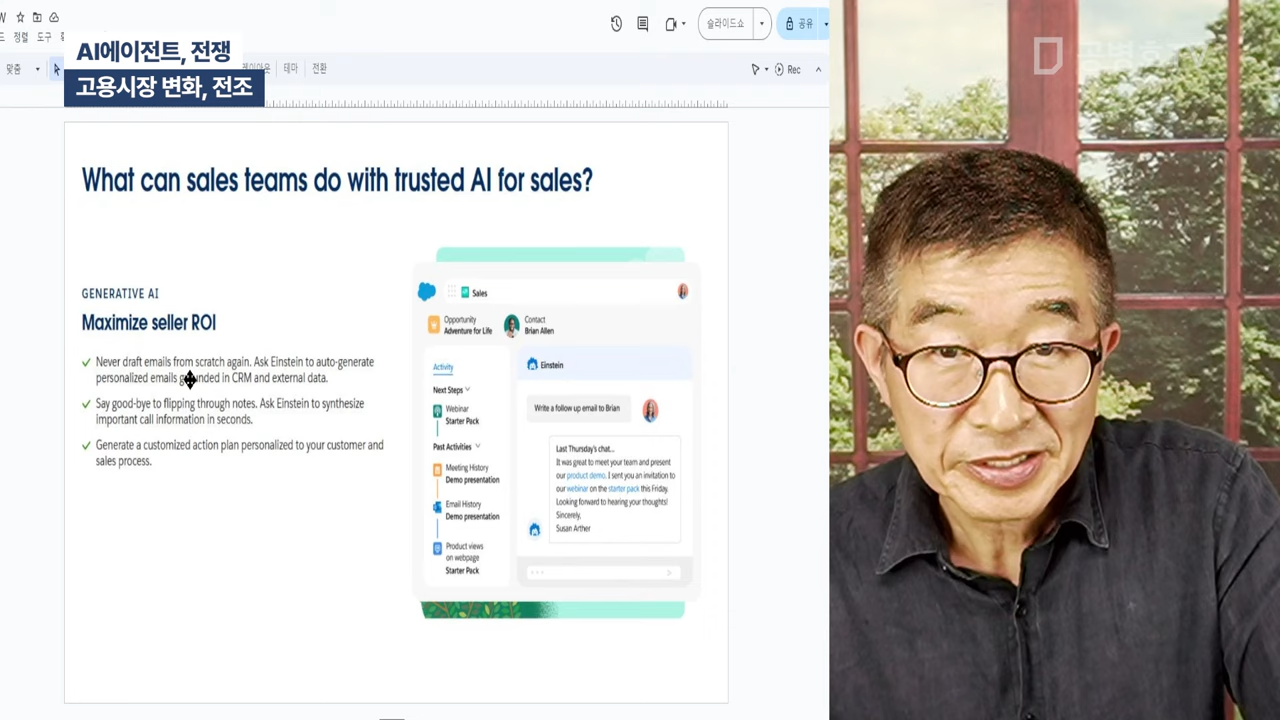 AI에이전트, 전쟁
고용시장 변화, 전조
정렬 도구
슬라이드쇼
공유
맞춤
테마
전환
Rec
What can sales teams do with trusted AI for sales?
GENERATIVE AI
Maximize seller ROI
Never draft emails from scratch again. Ask Einstein to auto-generate
personalized emails in CRM and external data.
Say good-bye to flipping through notes. Ask Einstein to synthesize
important call information in seconds.
Generate a customized action plan personalized to your customer and
sales process.
Sales
Opportunity
Adventure for Life
Contact
Brian Allen
Activity
Next Steps
Webinar
Starter Pack
Past Activities
Meeting History
Demo presentation
Email History
Demo presentation
Product views
on webpage
Starter Pack
Einstein
Write a follow up email to Brian
Last Thursday's chat...
It was great to meet your team and present
our product demo. I sent you an invitation to
our webinar on the starter pack this Friday.
Looking forward to hearing your thoughts!
Sincerely,
Susan Arther